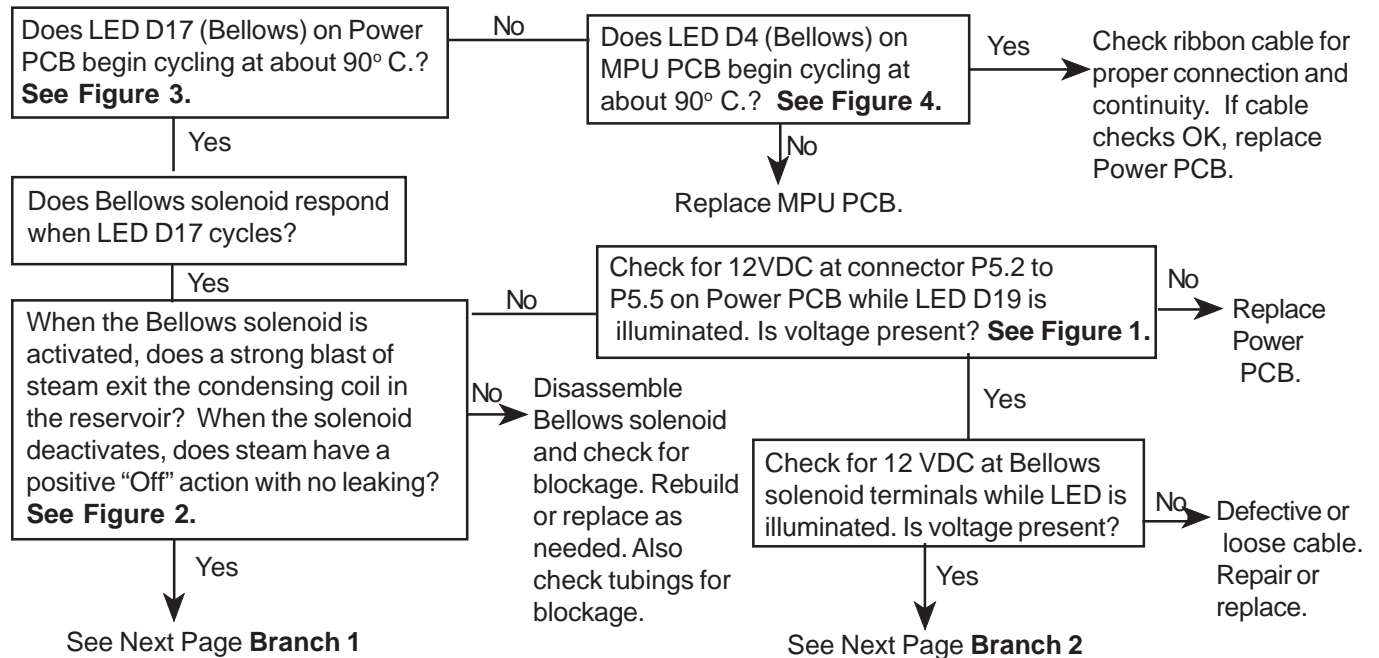 Does LED D17 (Bellows) on Power
PCB begin cycling at about 90° C.?
See Figure 3.
No
Does LED D4 (Bellows) on
MPU PCB begin cycling at
about 90° C.? See Figure 4.
Yes
Check ribbon cable for
proper connection and
continuity. If cable
checks OK, replace
Power PCB.
Yes
No
Replace MPU PCB.
Does Bellows solenoid respond
when LED D17 cycles?
Yes
No
Check for 12VDC at connector P5.2 to
P5.5 on Power PCB while LED D19 is
illuminated. Is voltage present? See Figure 1.
No
Replace
Power
PCB.
When the Bellows solenoid is
activated, does a strong blast of
steam exit the condensing coil in
the reservoir? When the solenoid
deactivates, does steam have a
positive “Off” action with no leaking?
See Figure 2.
No
Disassemble
Bellows solenoid
and check for
blockage. Rebuild
or replace as
needed. Also
check tubings for
blockage.
Yes
Check for 12 VDC at Bellows
solenoid terminals while LED is
illuminated. Is voltage present?
No
Defective or
loose cable.
Repair or
replace.
Yes
See Next Page Branch 1
Yes
See Next Page Branch 2